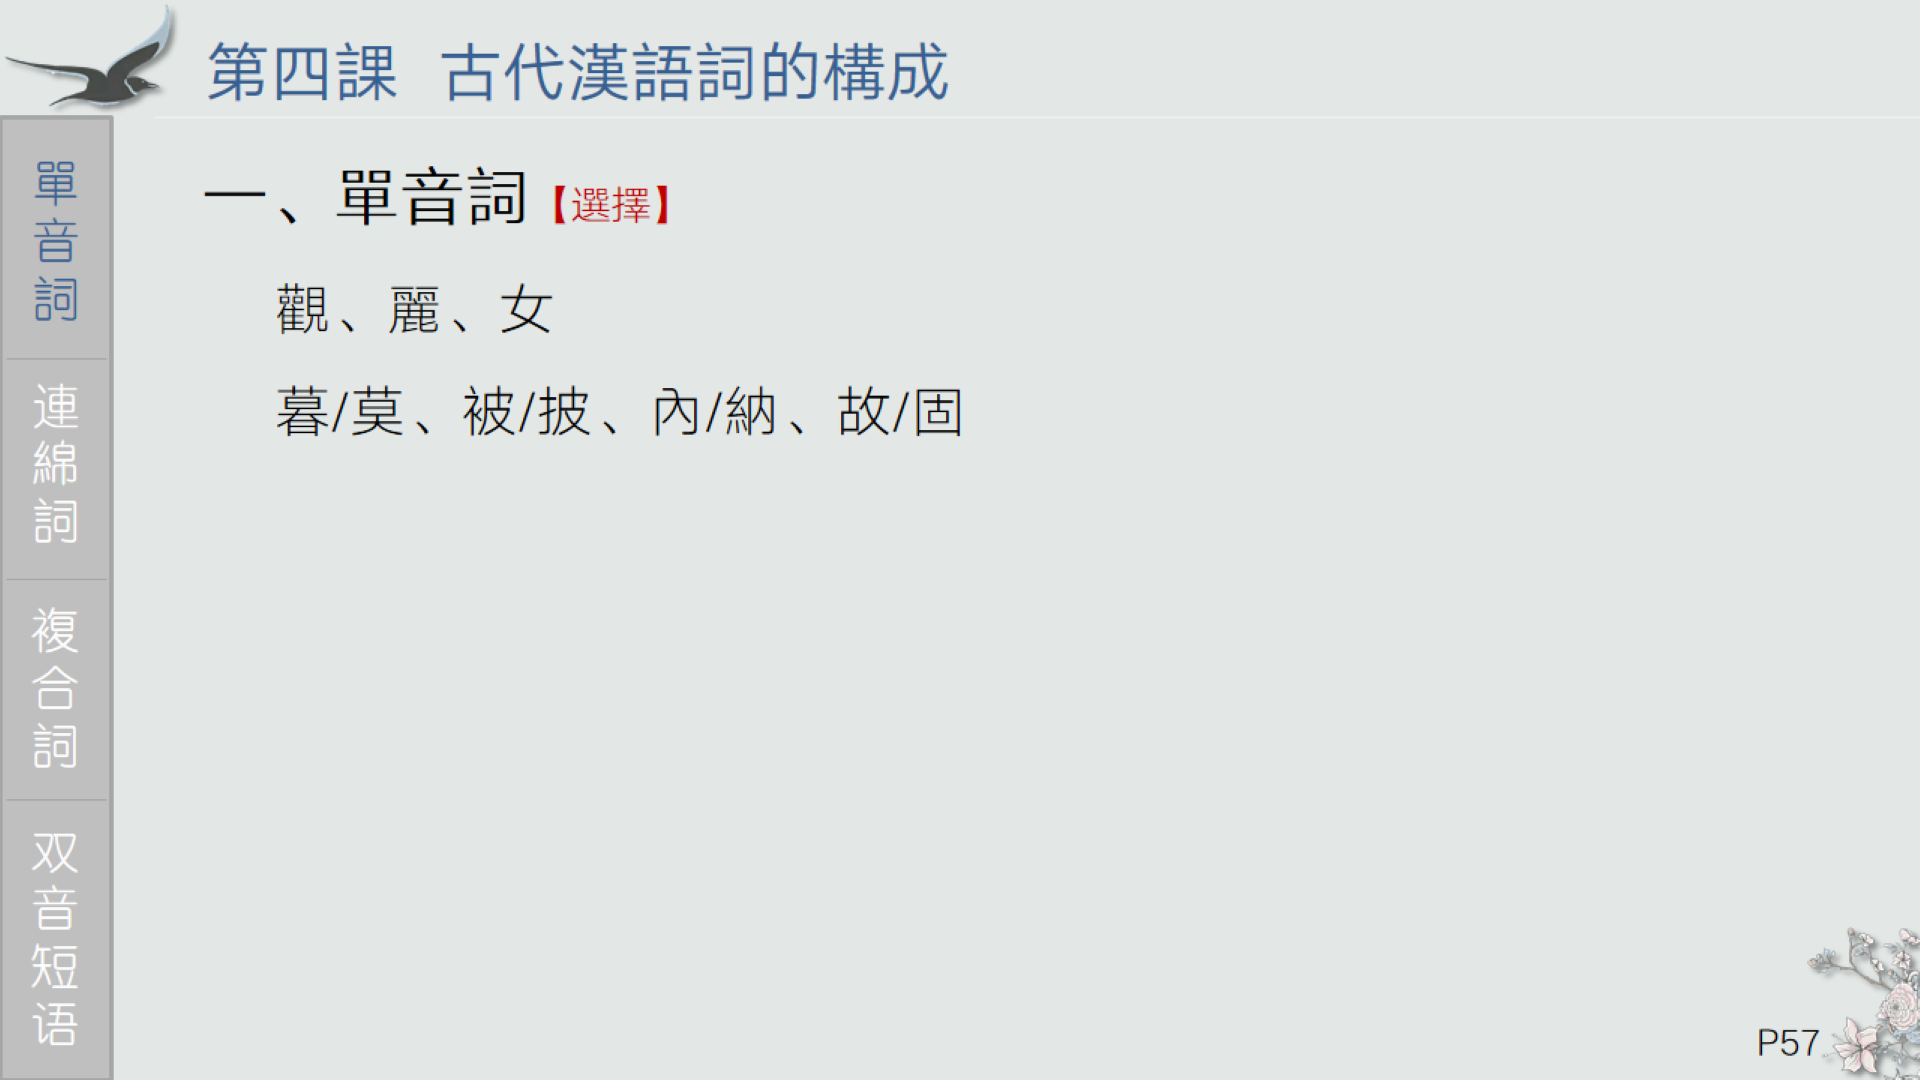 第四課 古代漢語詞的構成
單音詞
連綿詞
複合詞
双音短语
一、單音詞【選擇】
觀、麗、女
暮/莫、被/披、內/納、故/固
P57